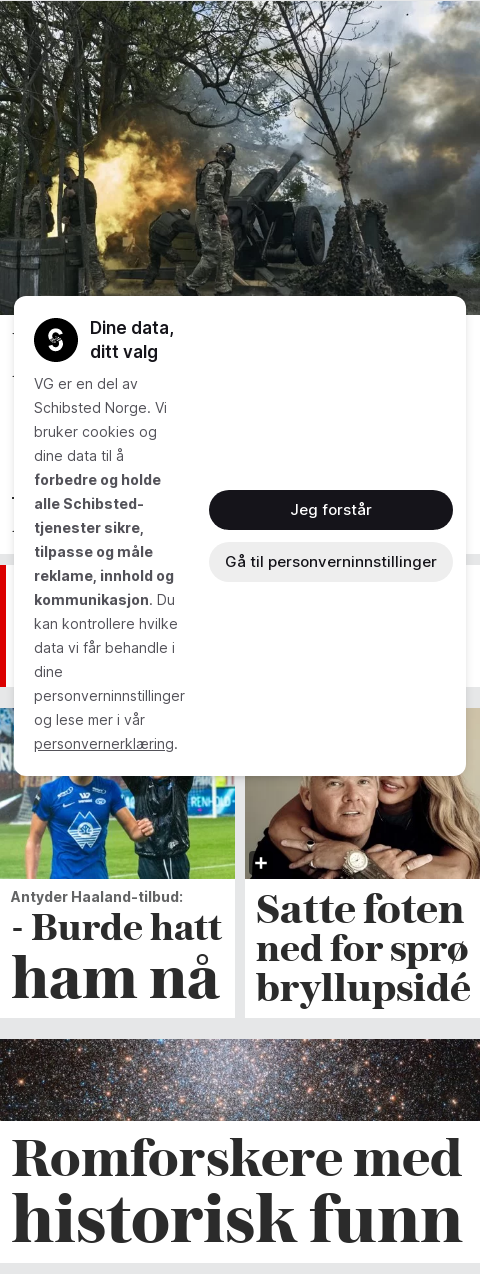 Dine data,
ditt valg
VG er en del av
Schibsted Norge. Vi
bruker cookies og
dine data til å
forbedre og holde
alle Schibsted-
tjenester sikre,
tilpasse og måle
reklame, innhold og
kommunikasjon. Du
kan kontrollere hvilke
data vi får behandle i
dine
personverninnstillinger
og lese mer i vår
personvernerklæring.
Jeg forstår
Gå til personverninnstillinger
Antyder Haaland-tilbud:
- Burde hatt
ham nå
Satte foten
ned for sprø
bryllupsidé
Romforskere med
historisk funn